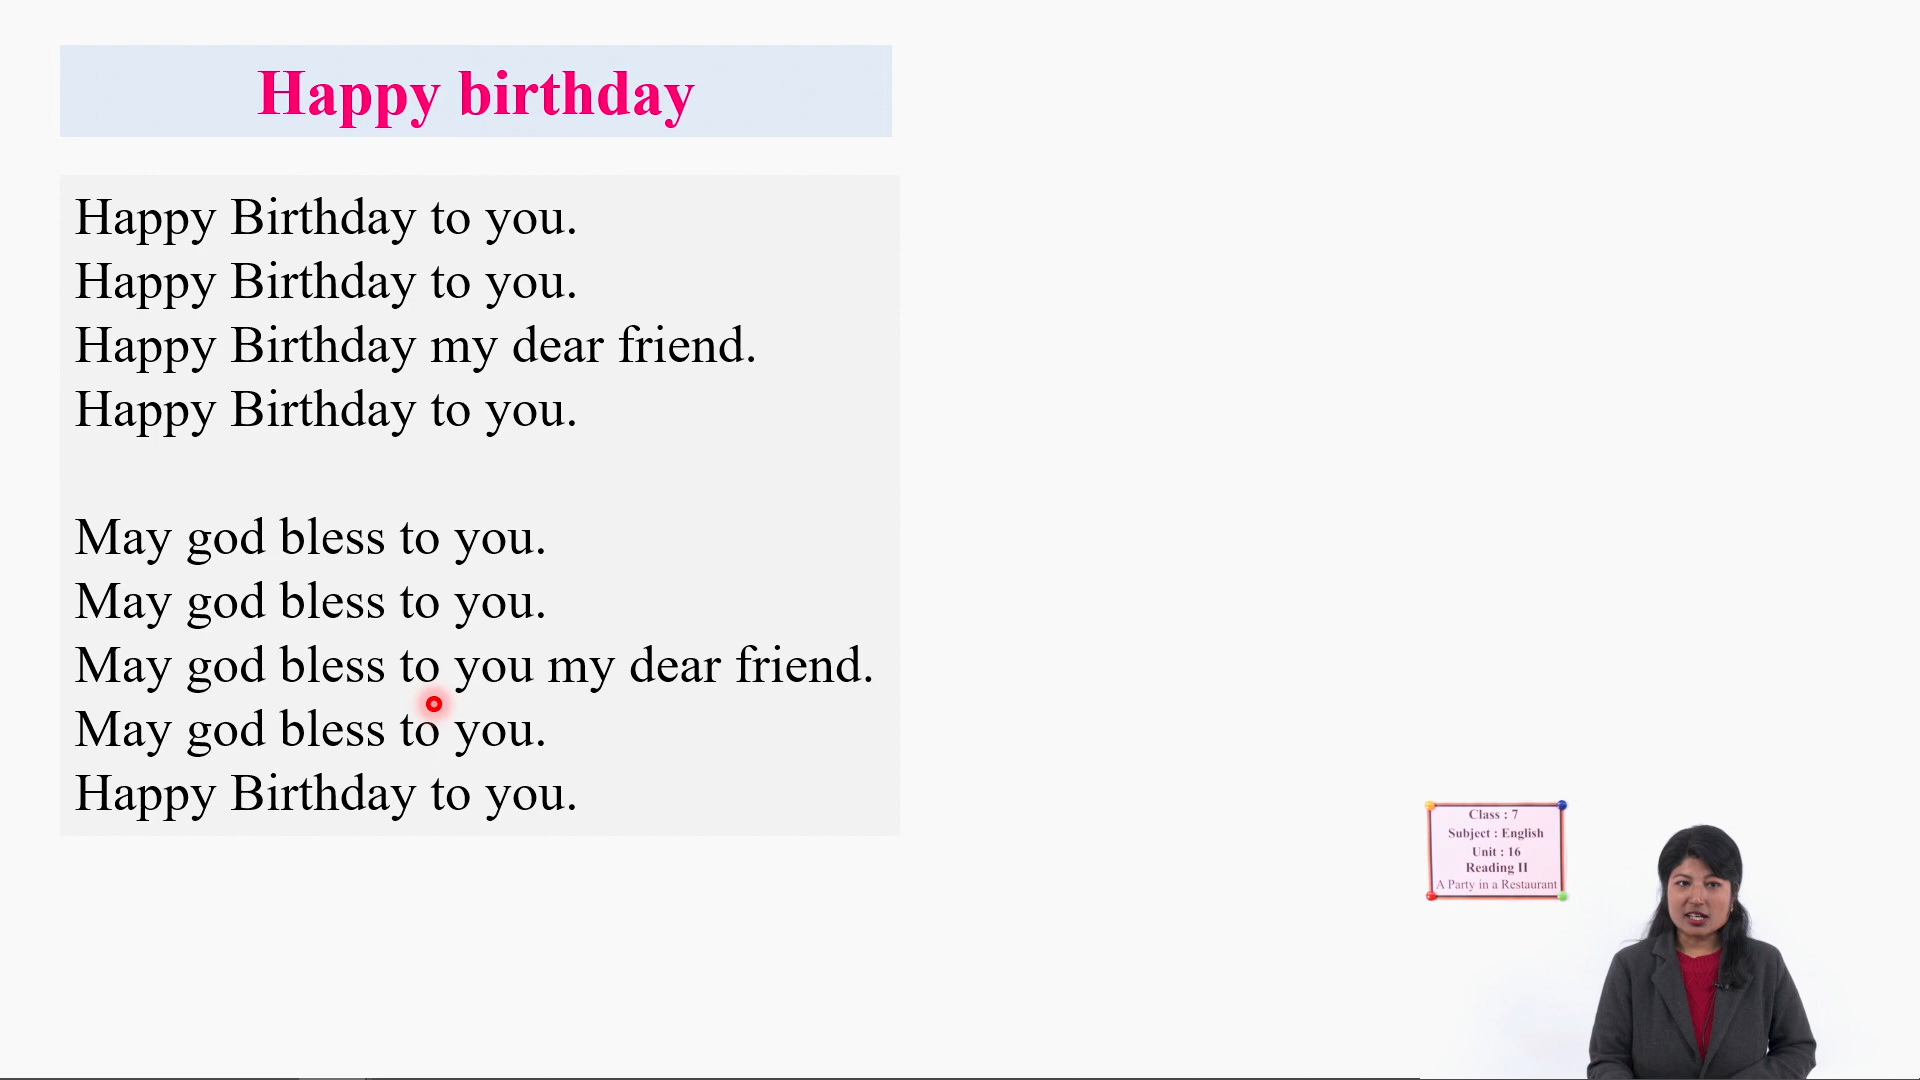 Happy birthday
Happy Birthday to you.
Happy Birthday to you.
Happy Birthday my dear friend.
Happy Birthday to you.
May god bless to you.
May god bless to you.
May god bless to you my dear friend.
May god bless to you.
Happy Birthday to you.
Class : 7
Subject : English
Unit : 16
Reading II
A Party in a Restaurant